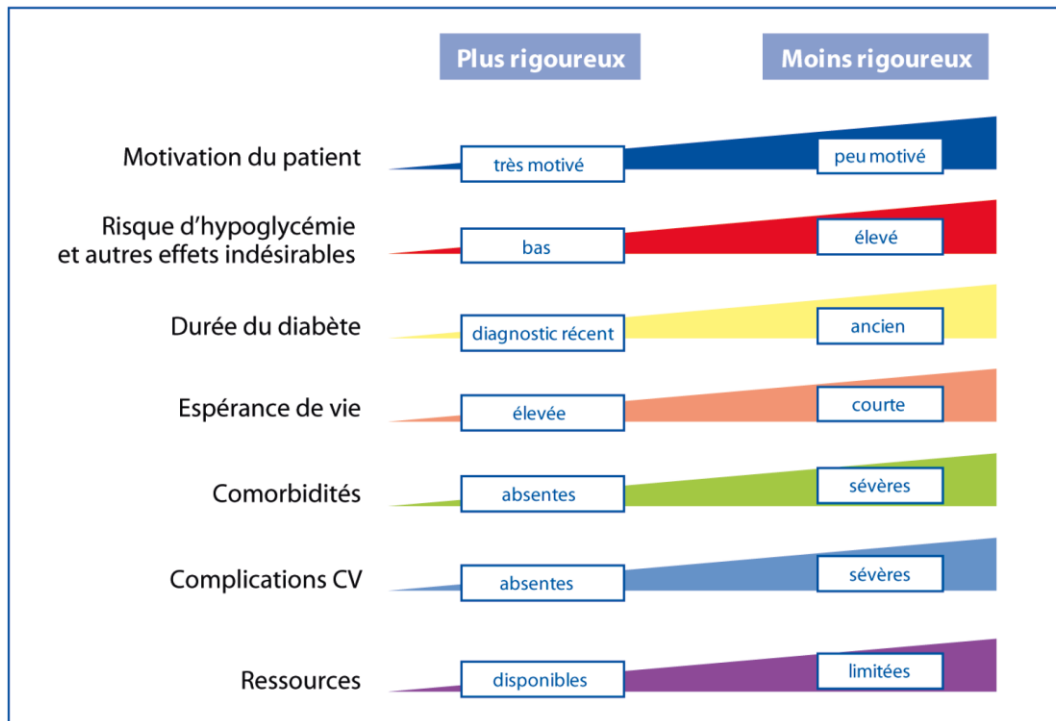 Plus rigoureux
Moins rigoureux
Motivation du patient
très motivé
peu motivé
Risque d’hypoglycémie
et autres effets indésirables
bas
élevé
Durée du diabète
diagnostic récent
ancien
Espérance de vie
élevée
courte
Comorbidités
absentes
sévères
Complications CV
absentes
sévères
Ressources
disponibles
limitées